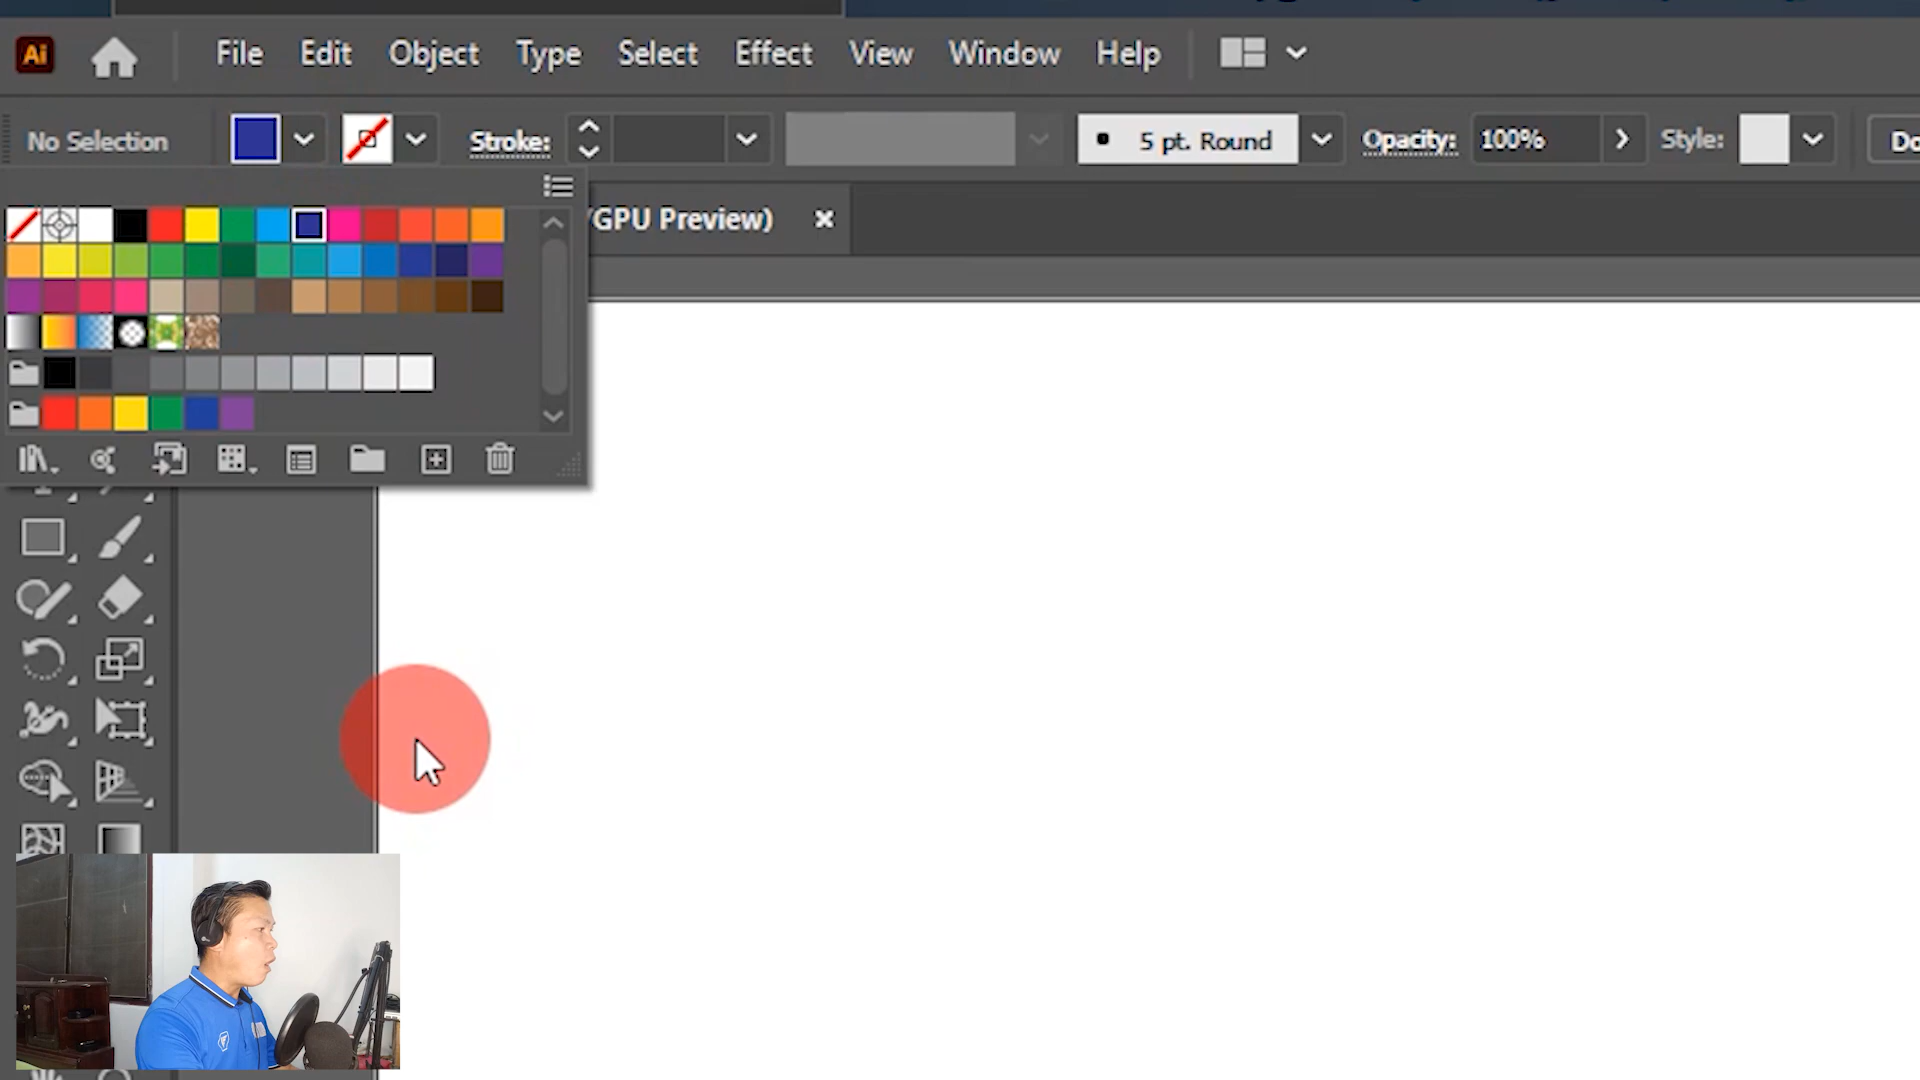 Ai File Edit Object Type Select Effect View Window Help
No Selection Stroke: 5 pt. Round Opacity: 100% Style:
/GPU Preview) ×